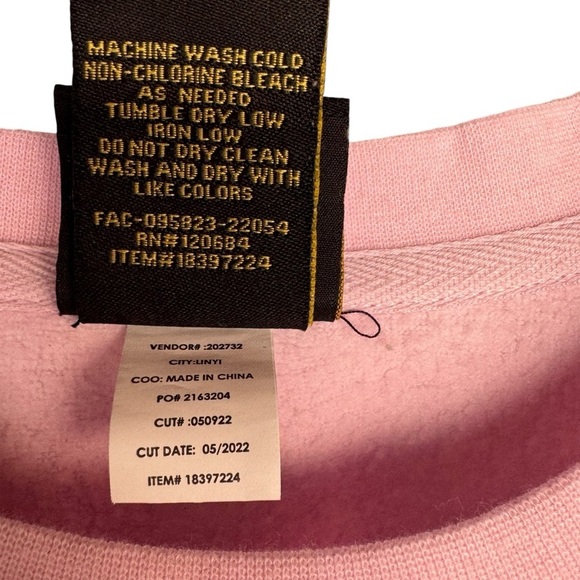 MACHINE WASH COLD
NON-CHLORINE BLEACH
AS NEEDED
TUMBLE DRY LOW
IRON LOW
DO NOT DRY CLEAN
WASH AND DRY WITH
LIKE COLORS
FAC-095823-22054
RN#120684
ITEM#18397224
VENDOR# :202732
CITY:LINYI
COO: MADE IN CHINA
PO# 2163204
CUT# :050922
CUT DATE: 05/2022
ITEM# 18397224